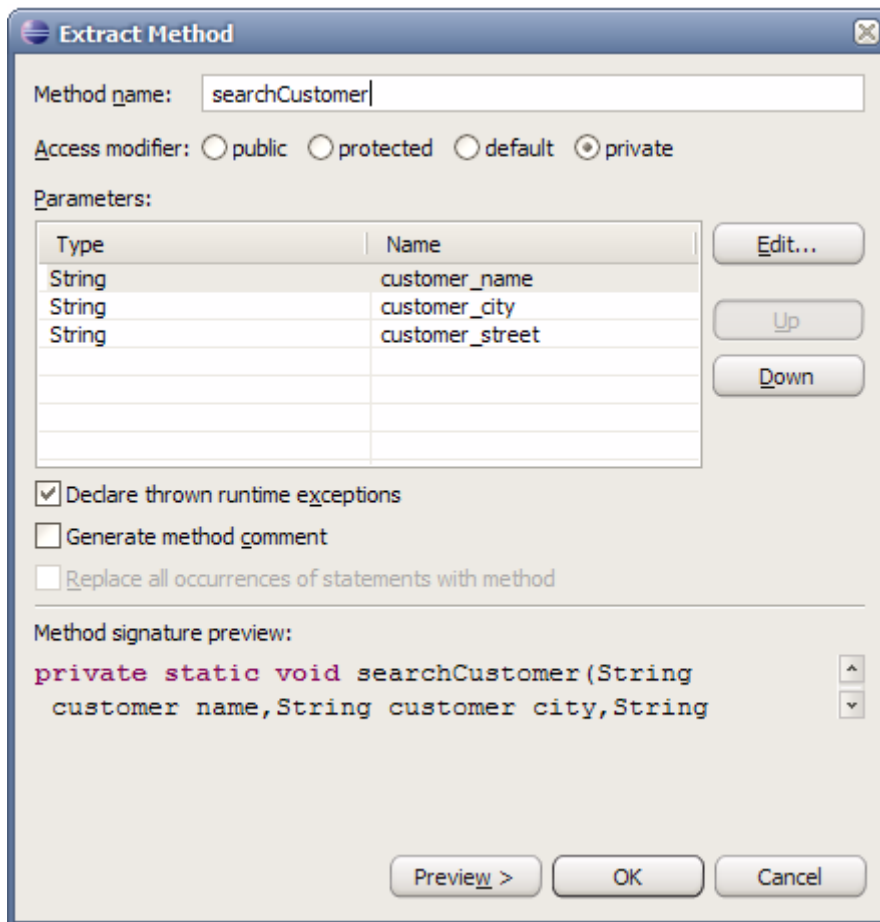 Extract Method
Method name: searchCustomer
Access modifier: public protected default private
Parameters:
Type Name
String customer_name
String customer_city
String customer_street
Edit...
Up
Down
Declare thrown runtime exceptions
Generate method comment
Replace all occurrences of statements with method
Method signature preview:
private static void searchCustomer(String
customer name,String customer city,String
Preview > OK Cancel